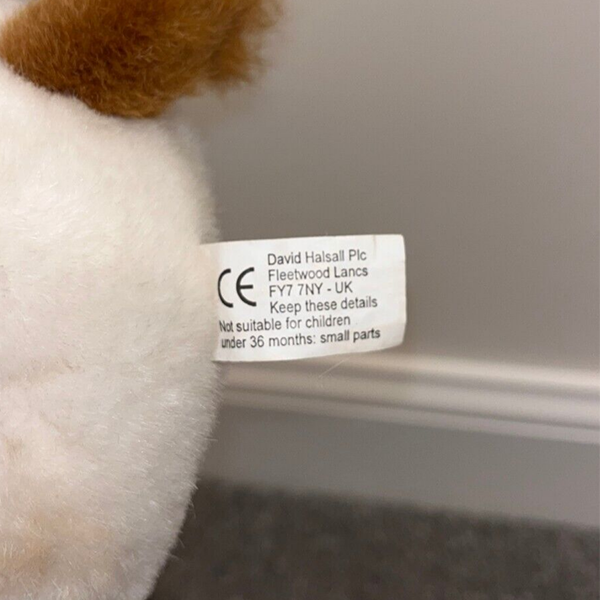 CE
David Halsall Plc
Fleetwood Lancs
FY7 7NY - UK
Keep these details
Not suitable for children
under 36 months: small parts